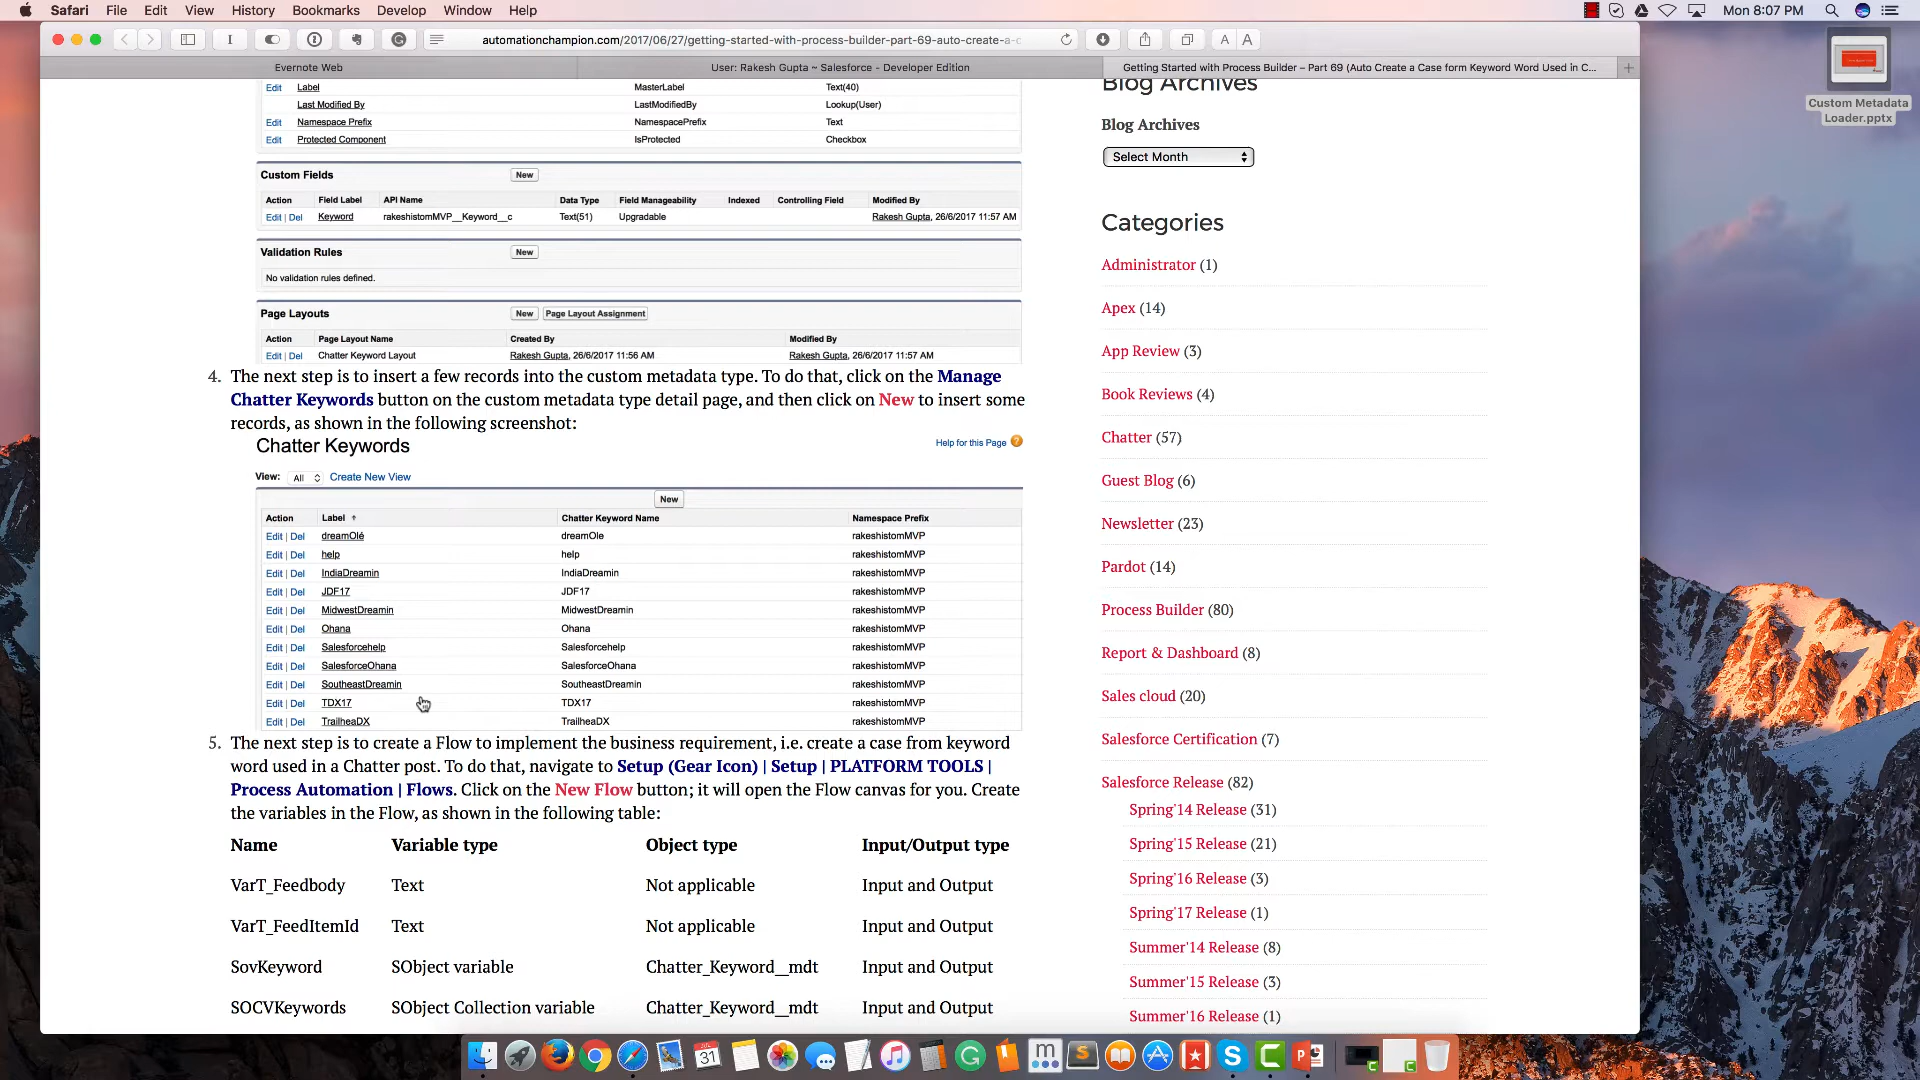 Safari File Edit View History Bookmarks Develop Window Help
Mon 8:07 PM
automationchampion.com/2017/06/27/getting-started-with-process-builder-part-69-auto-create-a-c
A A
Evernote Web
User: Rakesh Gupta ~ Salesforce - Developer Edition
Getting Started with Process Builder – Part 69 (Auto Create a Case form Keyword Word Used in C...
Custom Metadata
Loader.pptx
Edit Label MasterLabel Text(40)
Last Modified By LastModifiedBy Lookup(User)
Edit Namespace Prefix NamespacePrefix Text
Edit Protected Component IsProtected Checkbox
Custom Fields New
Action Field Label API Name Data Type Field Manageability Indexed Controlling Field Modified By
Edit | Del Keyword rakeshistomMVP__Keyword__c Text(51) Upgradable Rakesh Gupta, 26/6/2017 11:57 AM
Validation Rules New
No validation rules defined.
Page Layouts New Page Layout Assignment
Action Page Layout Name Created By Modified By
Edit | Del Chatter Keyword Layout Rakesh Gupta, 26/6/2017 11:56 AM Rakesh Gupta, 26/6/2017 11:57 AM
4. The next step is to insert a few records into the custom metadata type. To do that, click on the Manage
Chatter Keywords button on the custom metadata type detail page, and then click on New to insert some
records, as shown in the following screenshot:
Chatter Keywords
Help for this Page ?
View: All Create New View
New
Action Label Chatter Keyword Name Namespace Prefix
Edit | Del dreamOlé dreamOle rakeshistomMVP
Edit | Del help help rakeshistomMVP
Edit | Del IndiaDreamin IndiaDreamin rakeshistomMVP
Edit | Del JDF17 JDF17 rakeshistomMVP
Edit | Del MidwestDreamin MidwestDreamin rakeshistomMVP
Edit | Del Ohana Ohana rakeshistomMVP
Edit | Del Salesforcehelp Salesforcehelp rakeshistomMVP
Edit | Del SalesforceOhana SalesforceOhana rakeshistomMVP
Edit | Del SoutheastDreamin SoutheastDreamin rakeshistomMVP
Edit | Del TDX17 TDX17 rakeshistomMVP
Edit | Del TrailheaDX TrailheaDX rakeshistomMVP
5. The next step is to create a Flow to implement the business requirement, i.e. create a case from keyword
word used in a Chatter post. To do that, navigate to Setup (Gear Icon) | Setup | PLATFORM TOOLS |
Process Automation | Flows. Click on the New Flow button; it will open the Flow canvas for you. Create
the variables in the Flow, as shown in the following table:
Name Variable type Object type Input/Output type
VarT_Feedbody Text Not applicable Input and Output
VarT_FeedItemId Text Not applicable Input and Output
SovKeyword SObject variable Chatter_Keyword__mdt Input and Output
SOCVKeywords SObject Collection variable Chatter_Keyword__mdt Input and Output
Blog Archives
Blog Archives
Select Month
Categories
Administrator (1)
Apex (14)
App Review (3)
Book Reviews (4)
Chatter (57)
Guest Blog (6)
Newsletter (23)
Pardot (14)
Process Builder (80)
Report & Dashboard (8)
Sales cloud (20)
Salesforce Certification (7)
Salesforce Release (82)
Spring'14 Release (31)
Spring'15 Release (21)
Spring'16 Release (3)
Spring'17 Release (1)
Summer'14 Release (8)
Summer'15 Release (3)
Summer'16 Release (1)
JUL
31